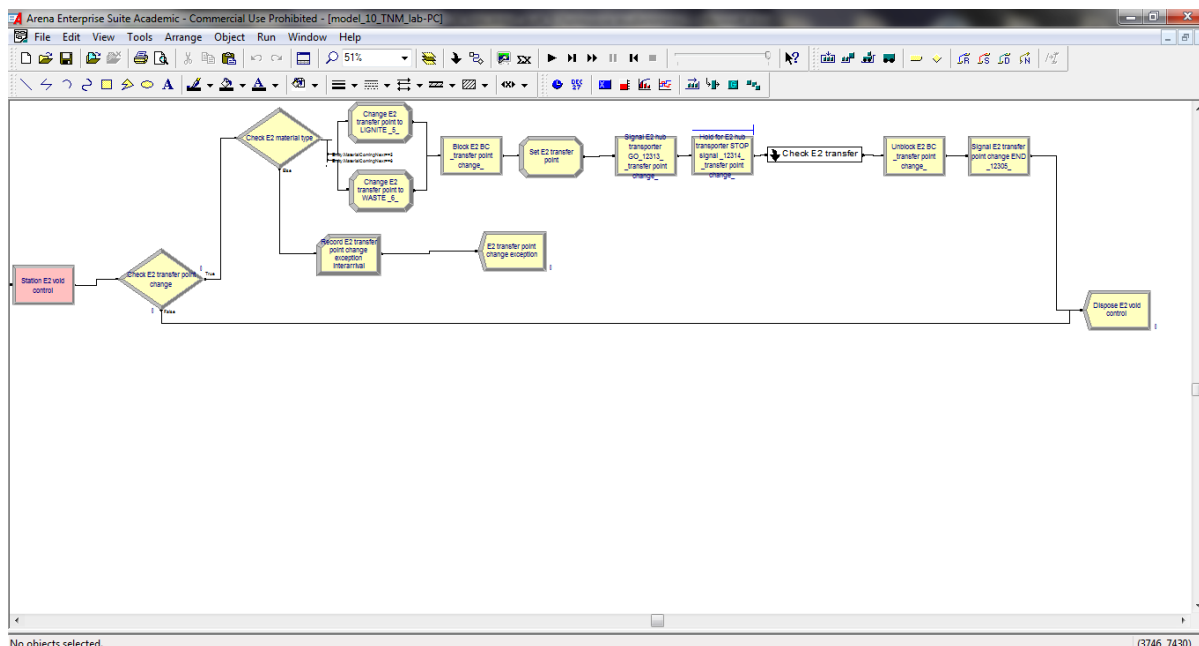 Arena Enterprise Suite Academic - Commercial Use Prohibited - [model_10_TNM_lab-PC]
File Edit View Tools Arrange Object Run Window Help
51%
Check E2 material type
Change E2
transfer point to
LIGNITE _6_
Else
Change E2
transfer point to
WASTE _6_
Block E2 BC
_transfer point
change_
Set E2 transfer
point
Signal E2 hub
transporter
GO_12313_
_transfer point
change_
Hold for E2 hub
transporter STOP
signal _12314_
_transfer point
change_
Check E2 transfer
Unblock E2 BC
_transfer point
change_
Signal E2 transfer
point change END
_12305_
Record E2 transfer
point change
exception
interarrival
E2 transfer point
change exception
Station E2 void
control
Check E2 transfer point
change
True
False
Dispose E2 void
control
No objects selected.
(3746, 7430)